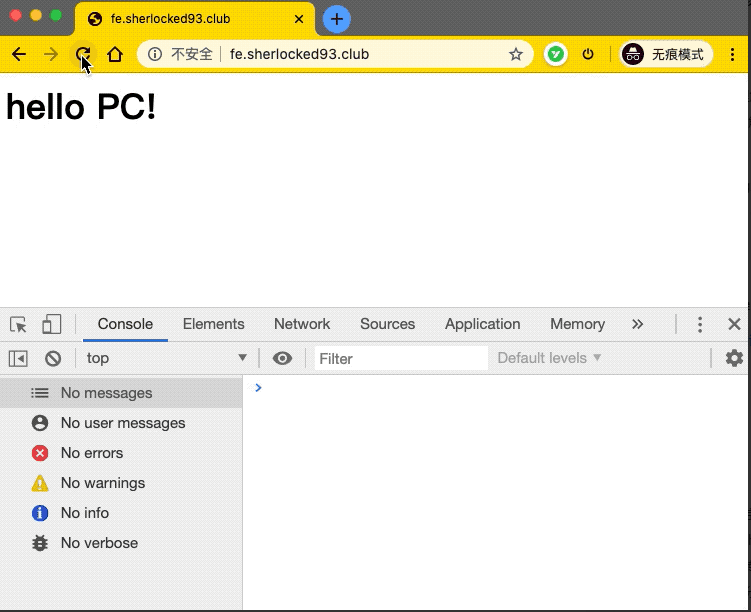 fe.sherlocked93.club
不安全 fe.sherlocked93.club 无痕模式
hello PC!
Console Elements Network Sources Application Memory
top Filter Default levels
No messages
No user messages
No errors
No warnings
No info
No verbose